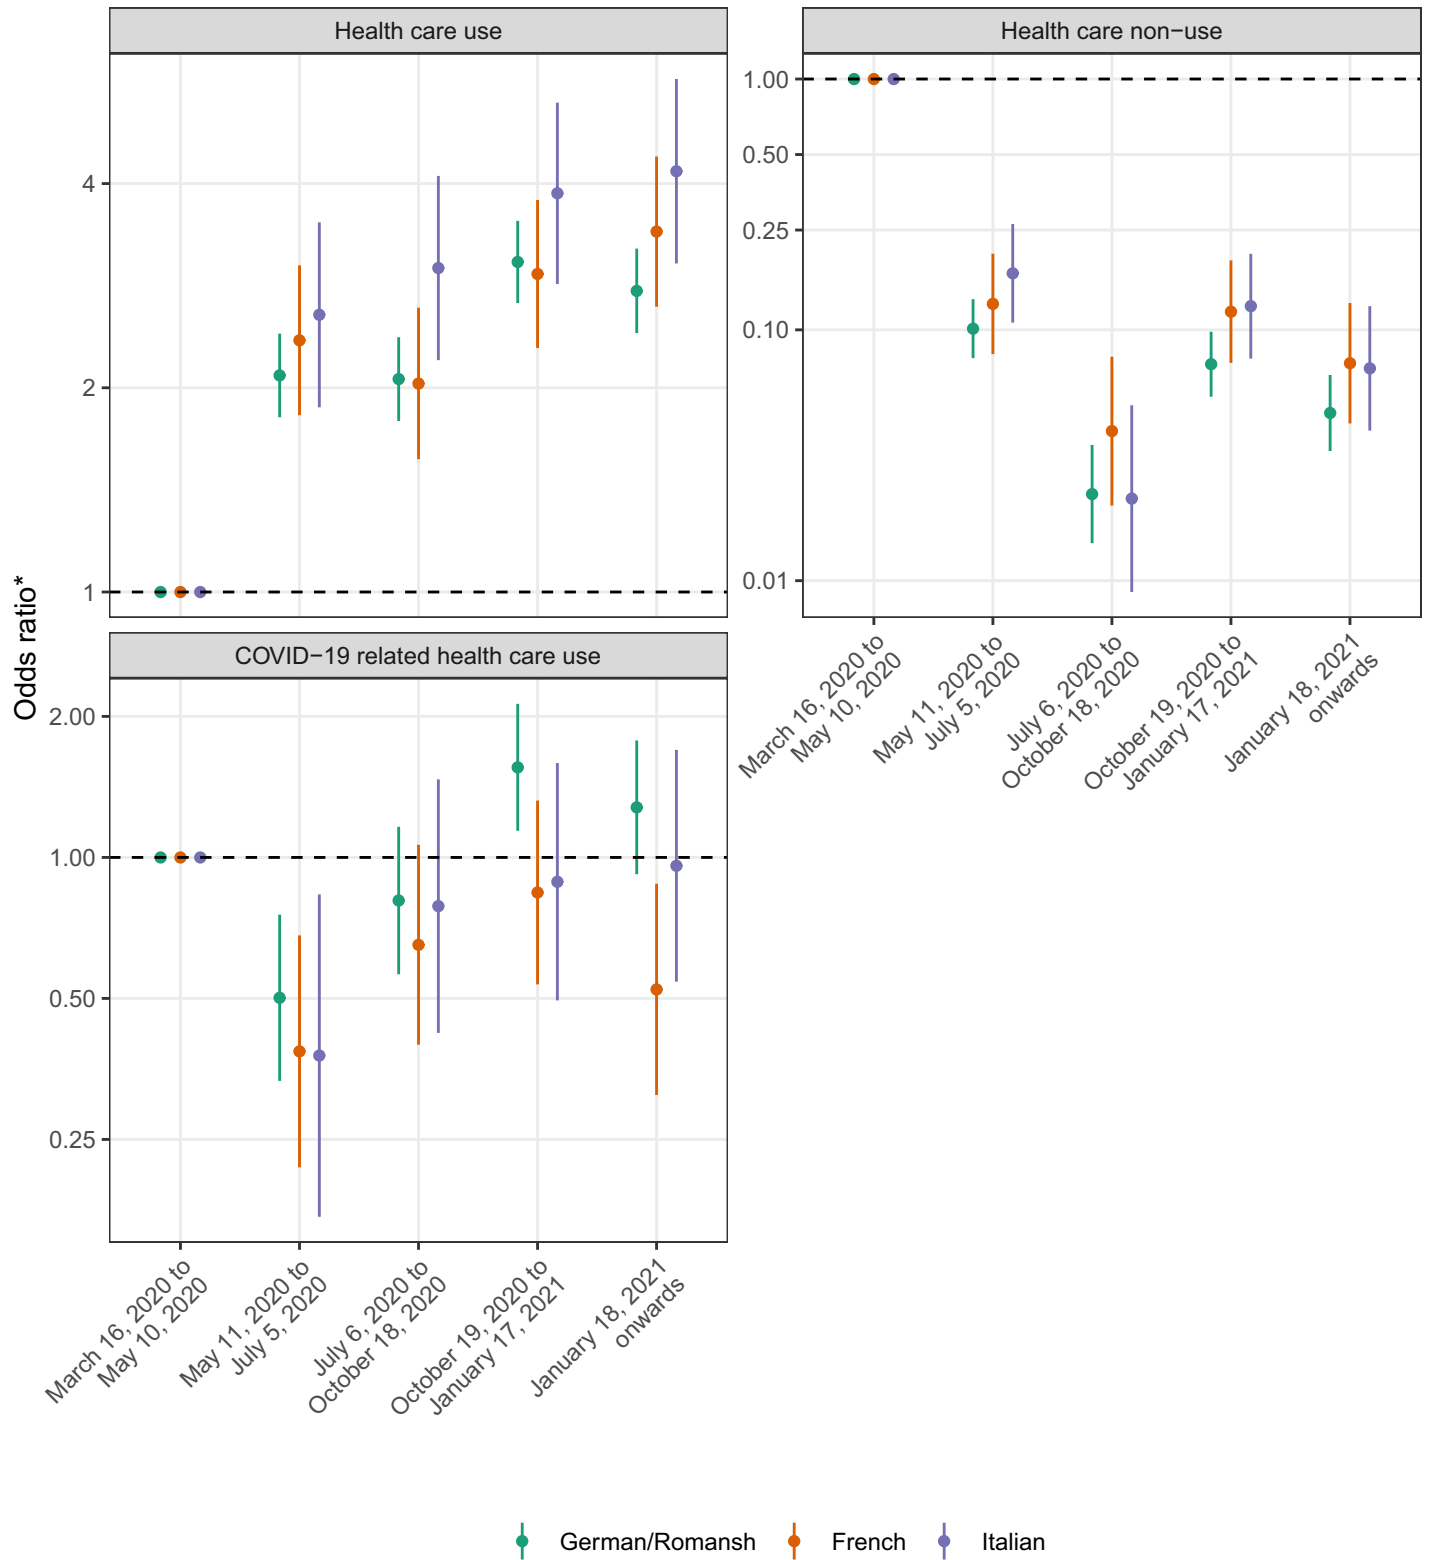 Health care use
Health care non−use
4
2
1
1.00
0.50
0.25
0.10
0.01
Odds ratio*
March 16, 2020 to
May 10, 2020
May 11, 2020 to
July 5, 2020
July 6, 2020 to
October 18, 2020
October 19, 2020 to
January 17, 2021
January 18, 2021
onwards
COVID−19 related health care use
2.00
1.00
0.50
0.25
March 16, 2020 to
May 10, 2020
May 11, 2020 to
July 5, 2020
July 6, 2020 to
October 18, 2020
October 19, 2020 to
January 17, 2021
January 18, 2021
onwards
German/Romansh
French
Italian